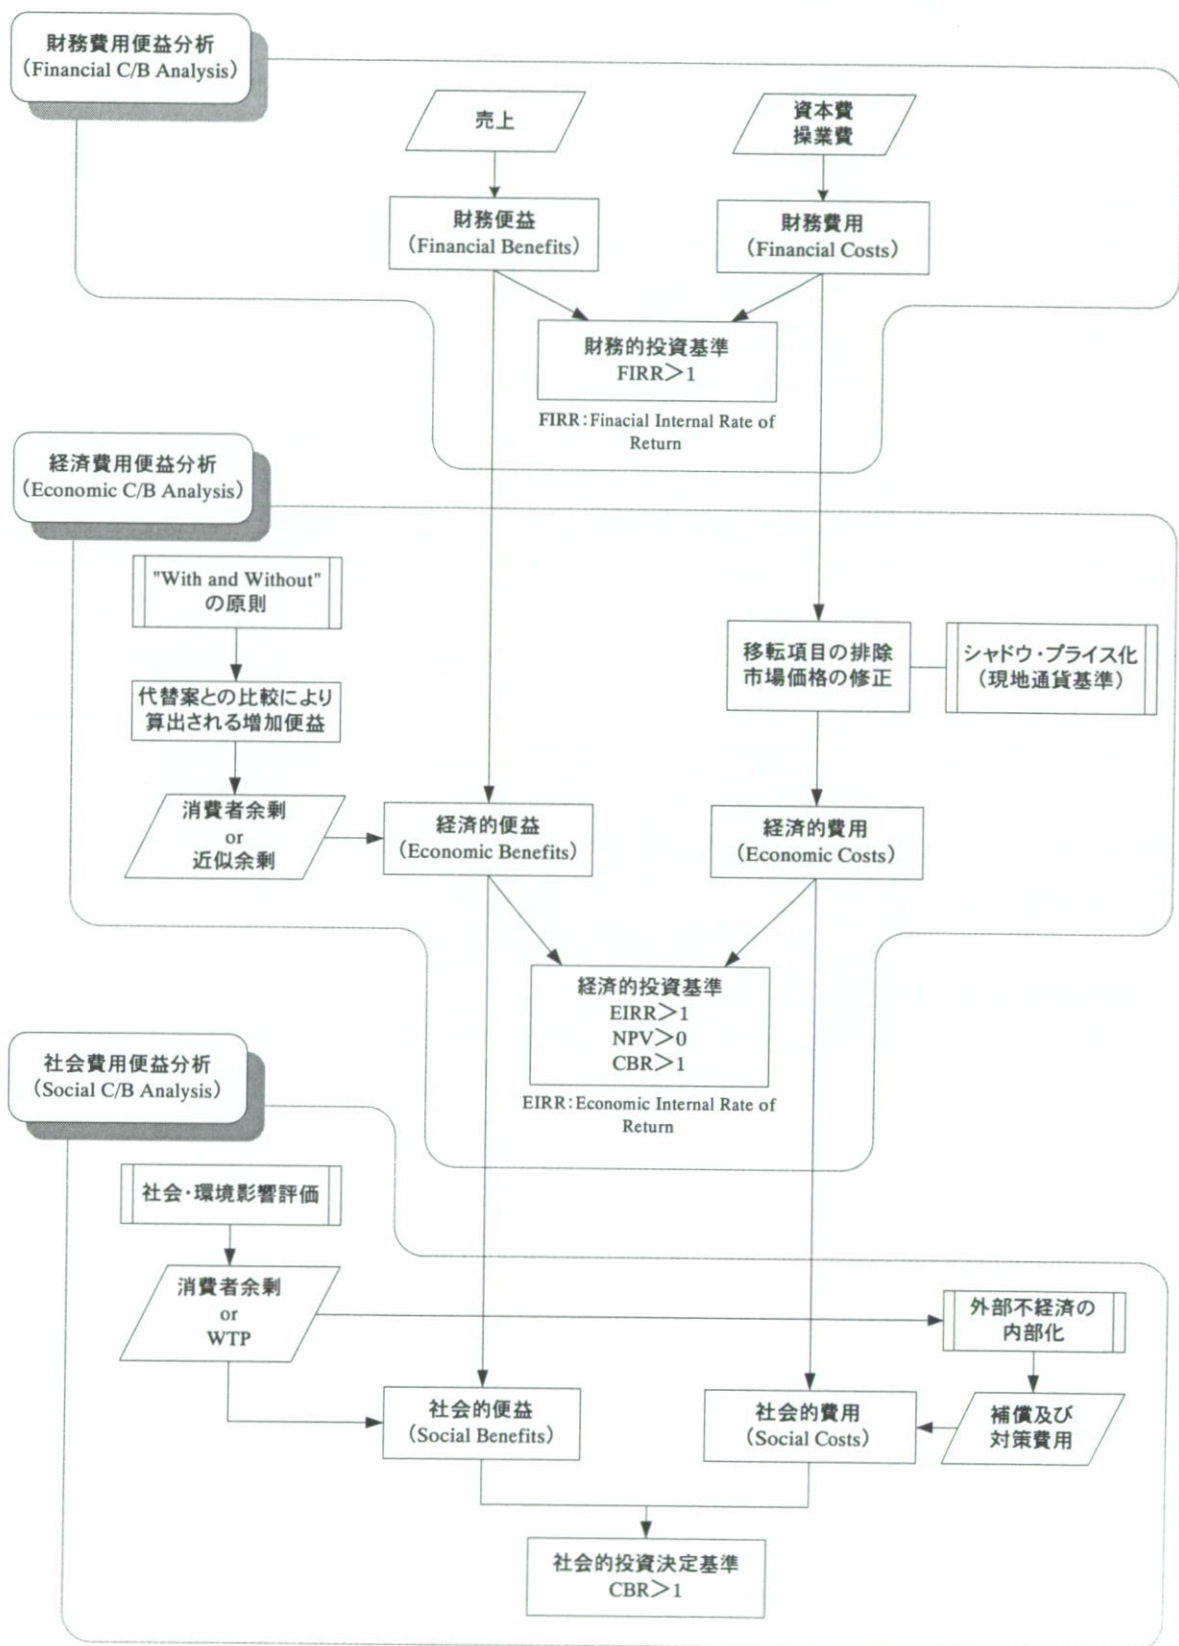 財務費用便益分析
(Financial C/B Analysis)
売上
資本費
操業費
財務便益
(Financial Benefits)
財務費用
(Financial Costs)
財務的投資基準
FIRR>1
FIRR:Finacial Internal Rate of
Return
経済費用便益分析
(Economic C/B Analysis)
"With and Without"
の原則
代替案との比較により
算出される増加便益
消費者余剰
or
近似余剰
移転項目の排除
市場価格の修正
シャドウ・プライス化
(現地通貨基準)
経済的便益
(Economic Benefits)
経済的費用
(Economic Costs)
経済的投資基準
EIRR>1
NPV>0
CBR>1
EIRR:Economic Internal Rate of
Return
社会費用便益分析
(Social C/B Analysis)
社会・環境影響評価
消費者余剰
or
WTP
外部不経済の
内部化
社会的便益
(Social Benefits)
社会的費用
(Social Costs)
補償及び
対策費用
社会的投資決定基準
CBR>1